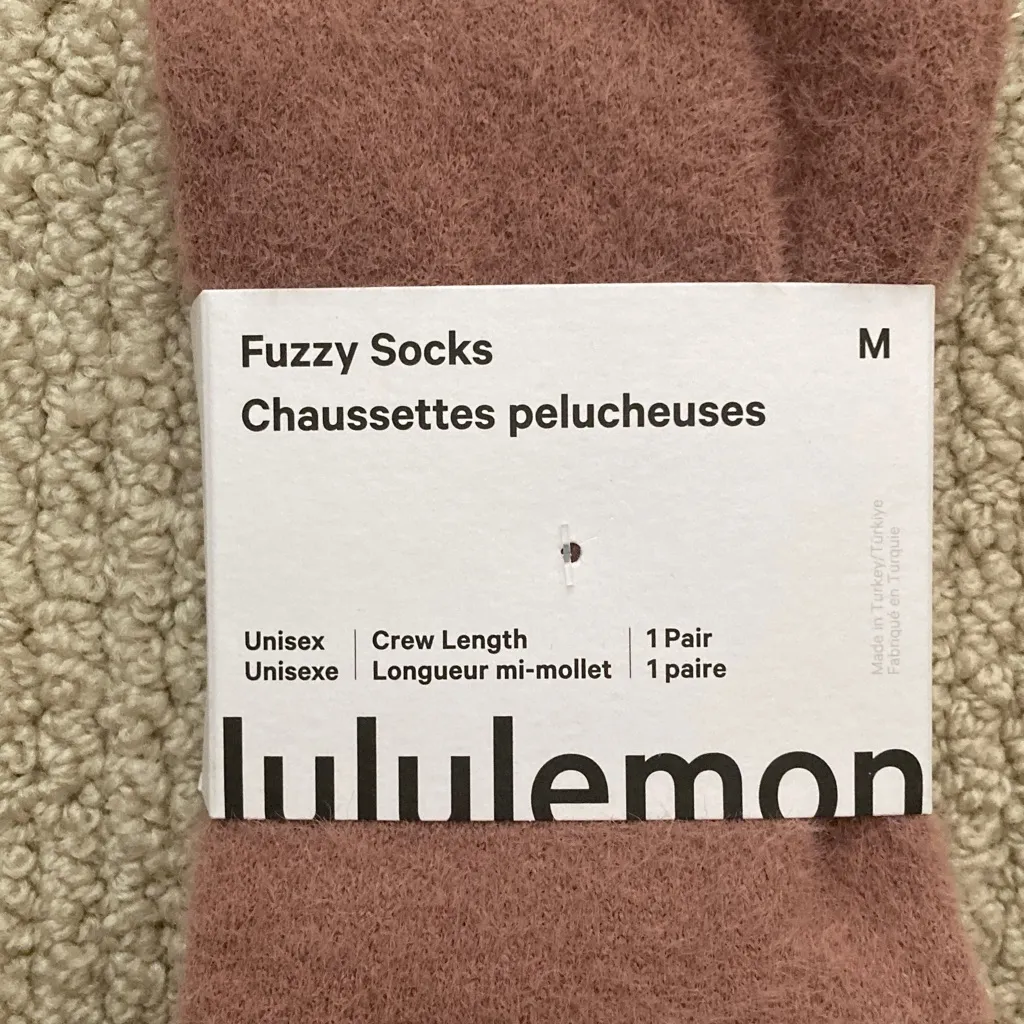 Fuzzy Socks
M
Chaussettes pelucheuses
Made in Turkey/Türkiye
Fabriqué en Turquie
Unisex
Unisexe
Crew Length
Longueur mi-mollet
1 Pair
1 paire
lululemon